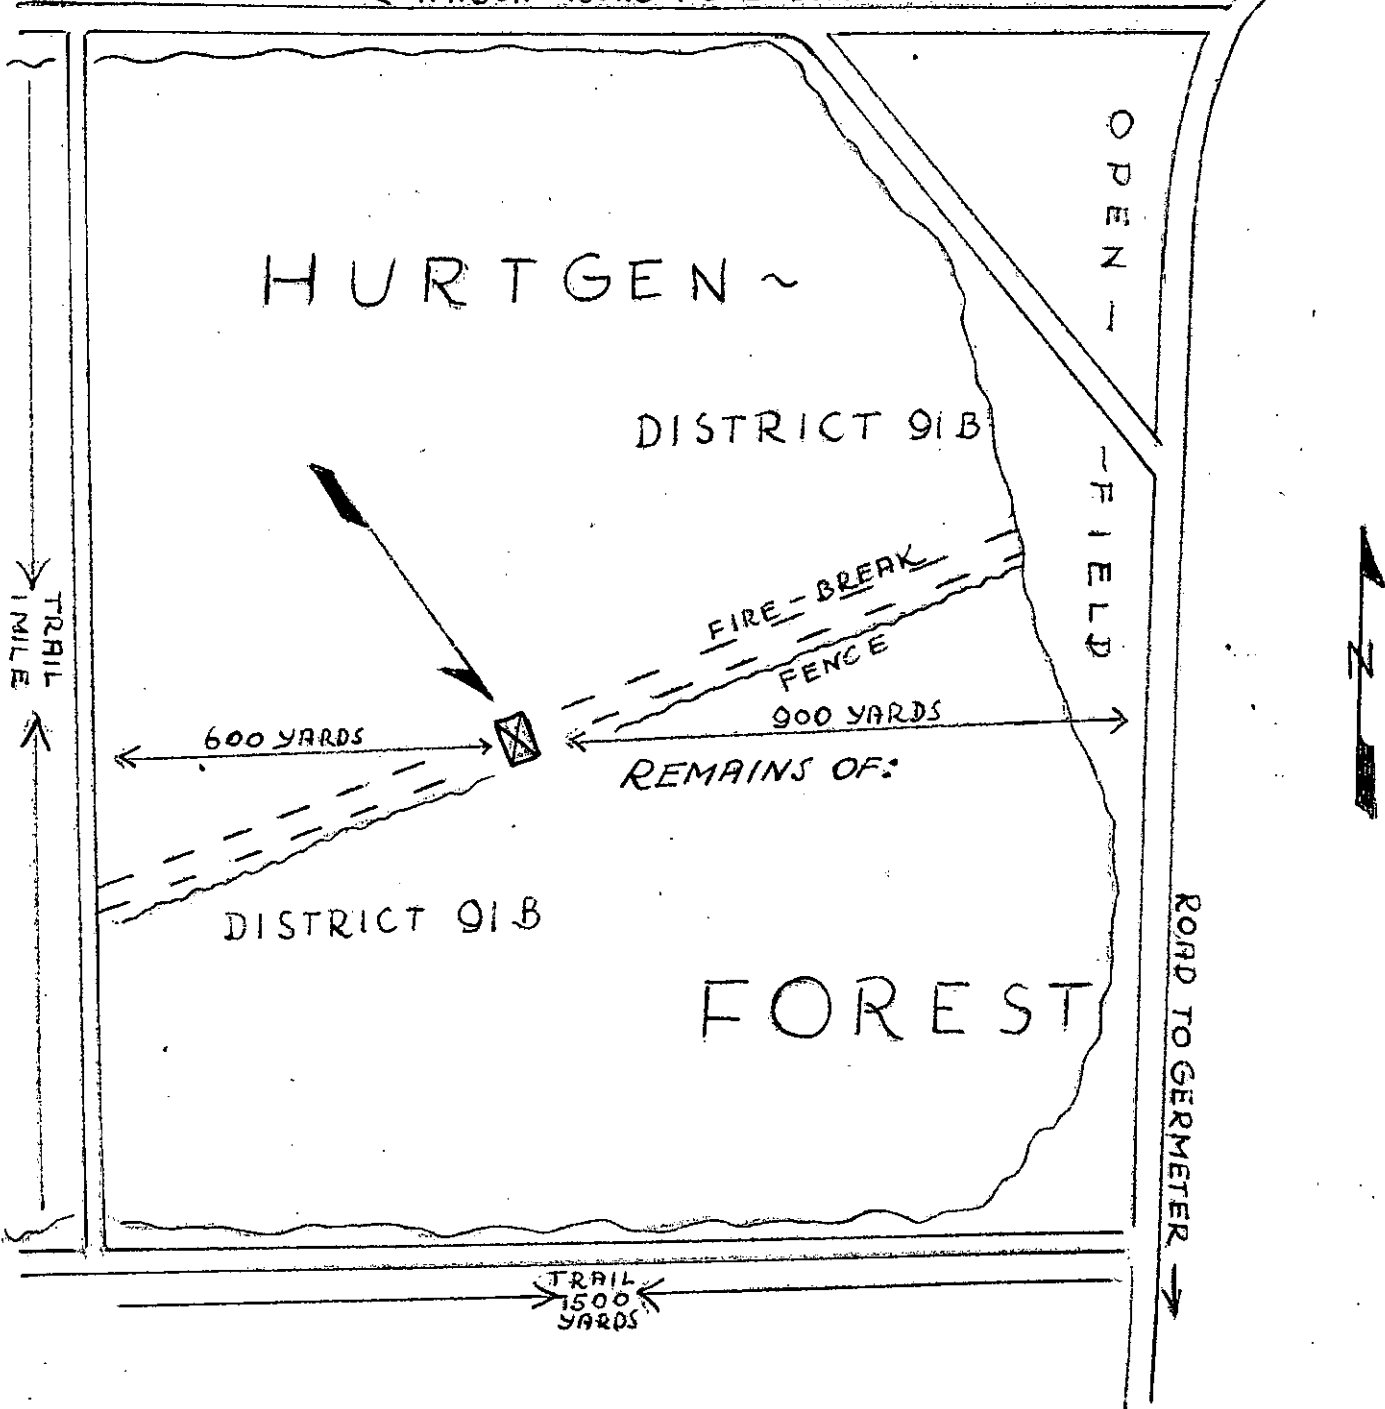 HURTGEN ~
OPEN -
DISTRICT 91B
-FIELD
FIRE-BREAK
FENCE
TRAIL
1 MILE
600 YARDS
900 YARDS
REMAINS OF:
N
DISTRICT 91B
FOREST
ROAD TO GERMETER
TRAIL
1500
YARDS